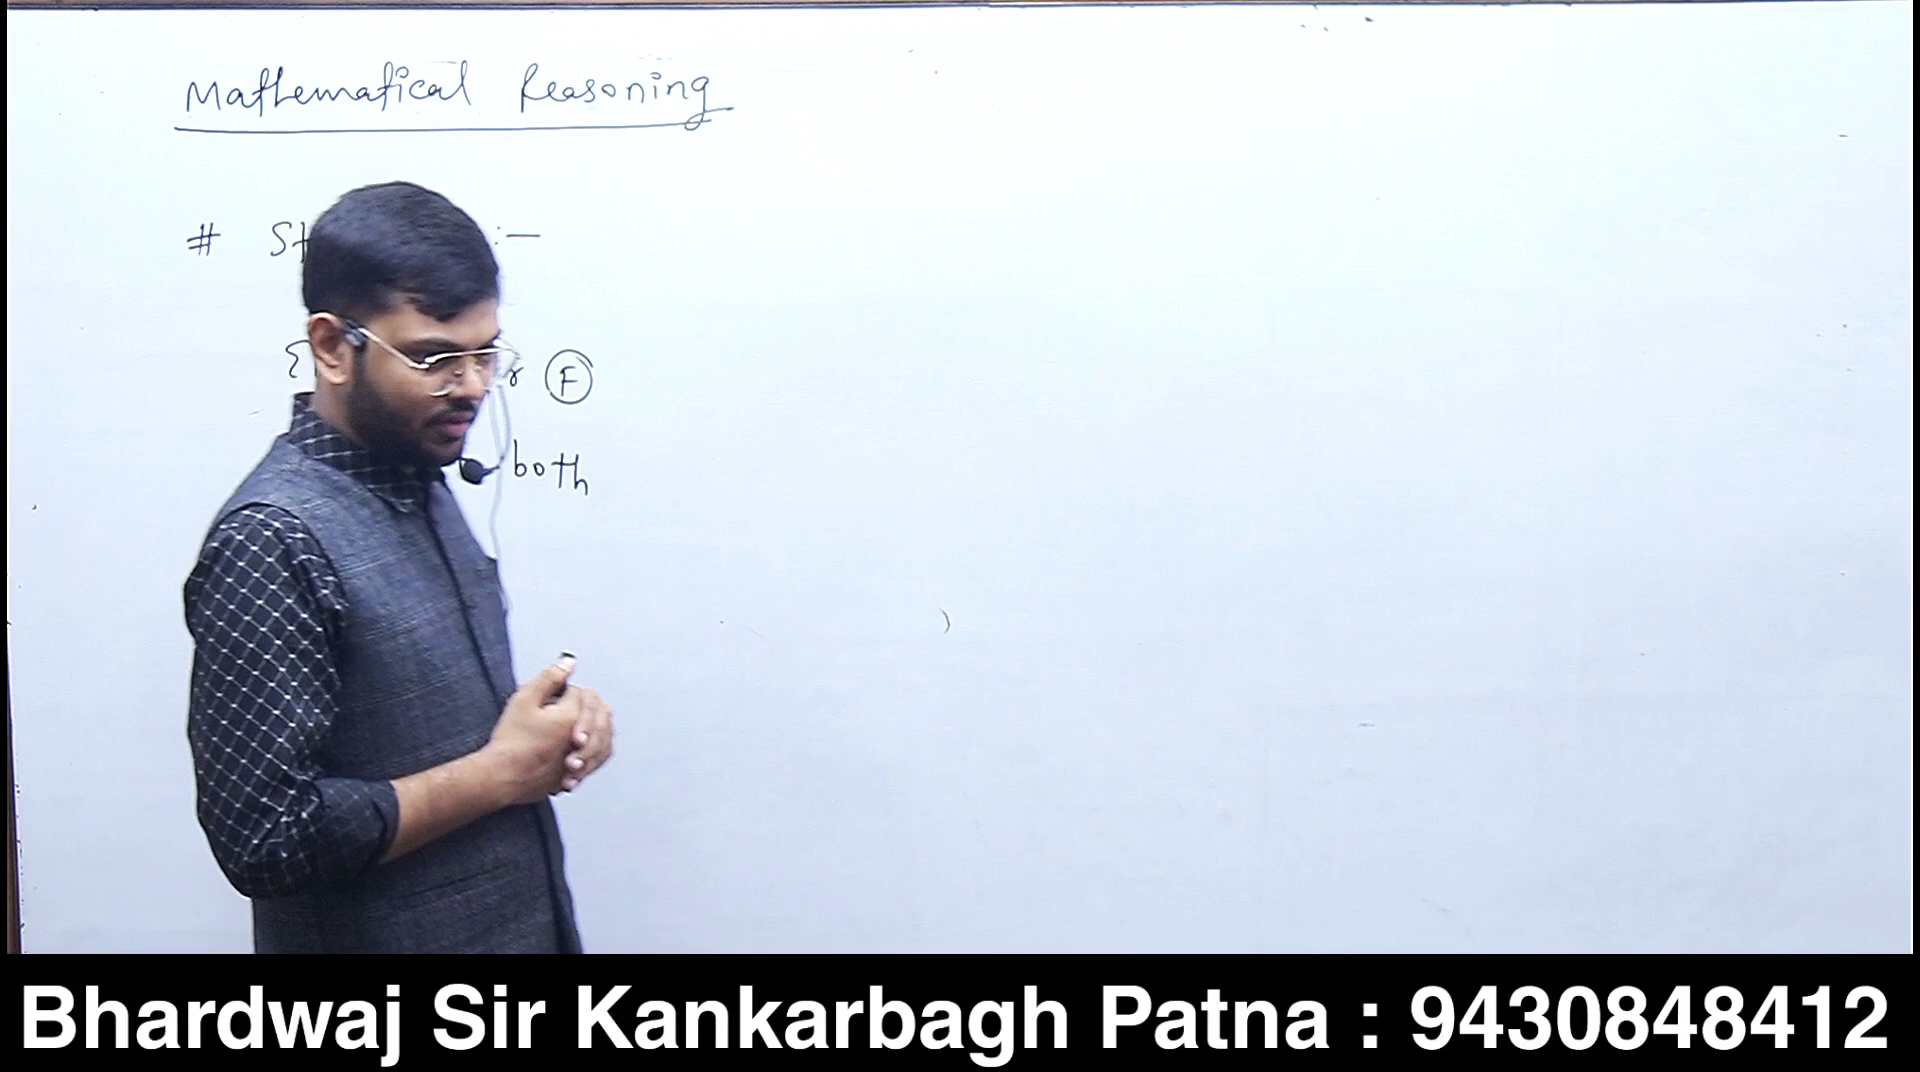 Mathematical Reasoning
# St :-
F
both
Bhardwaj Sir Kankarbagh Patna : 9430848412